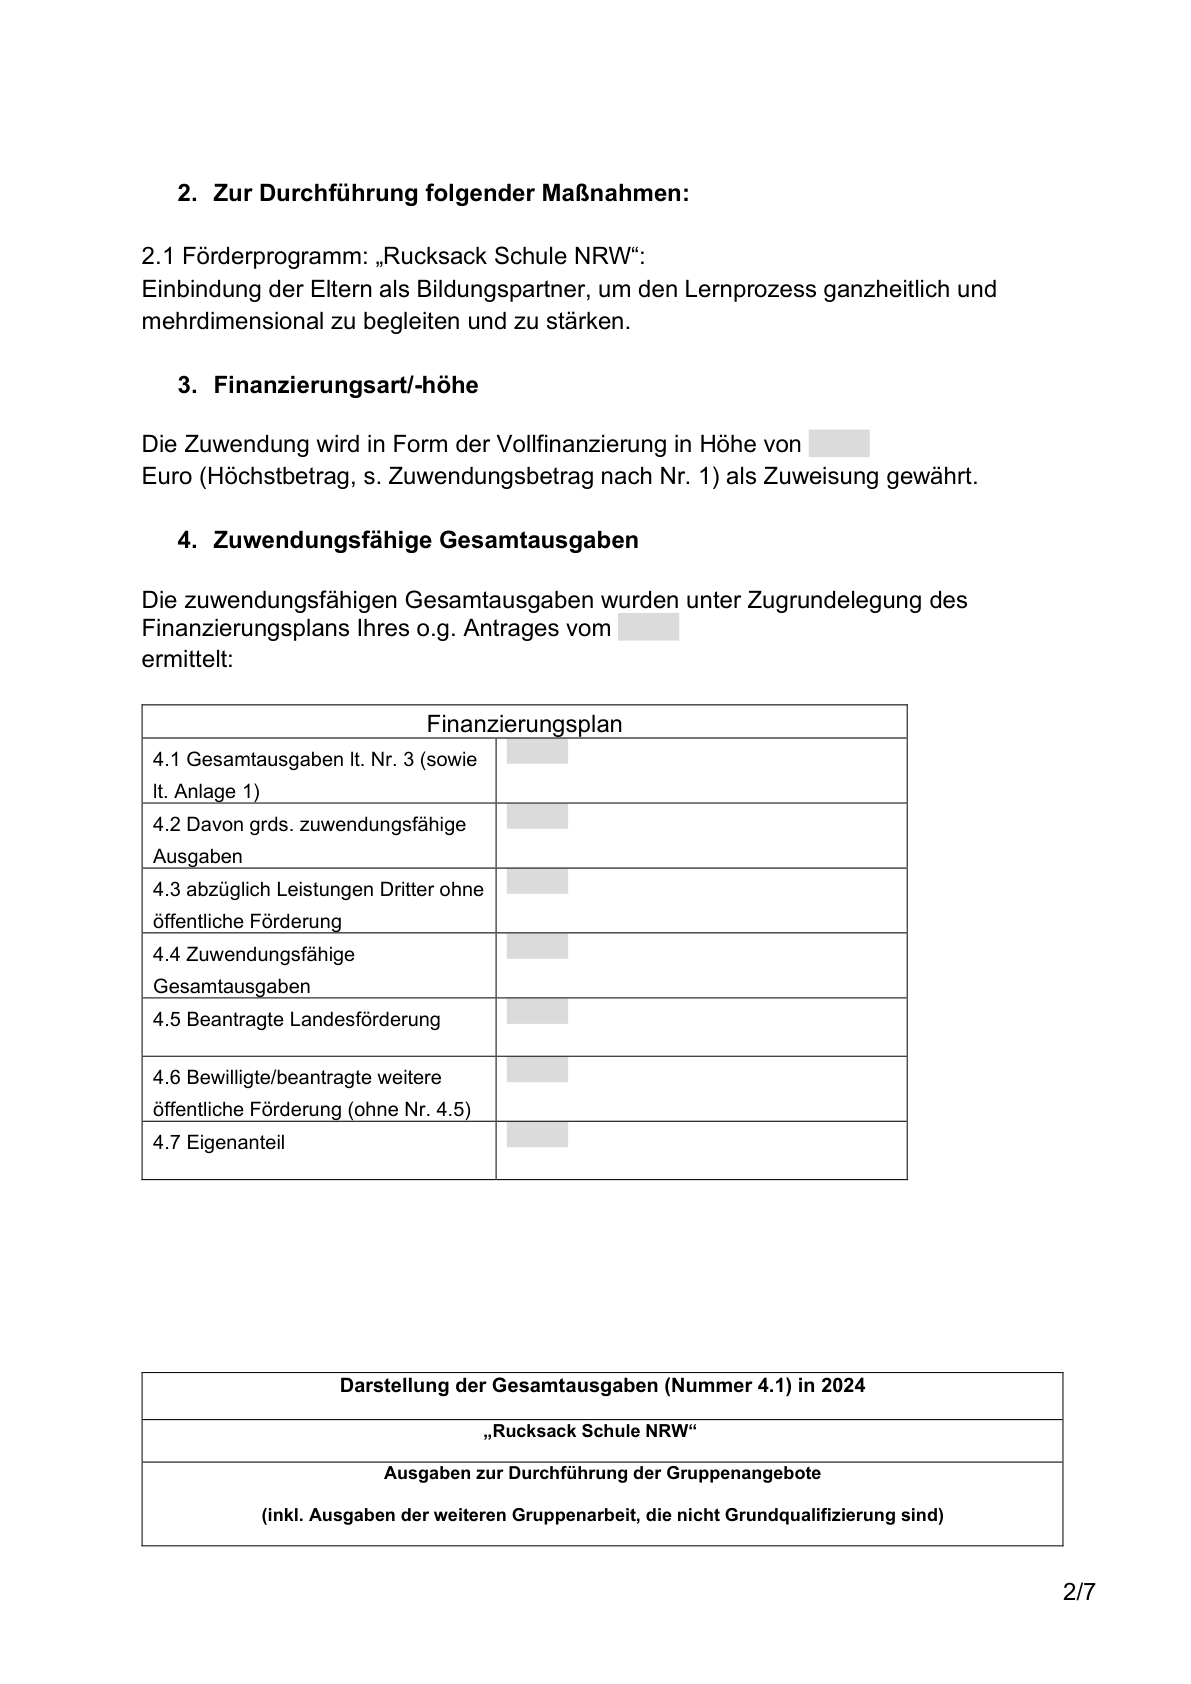 2. Zur Durchführung folgender Maßnahmen:
2.1 Förderprogramm: „Rucksack Schule NRW“:
Einbindung der Eltern als Bildungspartner, um den Lernprozess ganzheitlich und
mehrdimensional zu begleiten und zu stärken.
3. Finanzierungsart/-höhe
Die Zuwendung wird in Form der Vollfinanzierung in Höhe von
Euro (Höchstbetrag, s. Zuwendungsbetrag nach Nr. 1) als Zuweisung gewährt.
4. Zuwendungsfähige Gesamtausgaben
Die zuwendungsfähigen Gesamtausgaben wurden unter Zugrundelegung des
Finanzierungsplans Ihres o.g. Antrages vom
ermittelt:
Finanzierungsplan
4.1 Gesamtausgaben lt. Nr. 3 (sowie
lt. Anlage 1)
4.2 Davon grds. zuwendungsfähige
Ausgaben
4.3 abzüglich Leistungen Dritter ohne
öffentliche Förderung
4.4 Zuwendungsfähige
Gesamtausgaben
4.5 Beantragte Landesförderung
4.6 Bewilligte/beantragte weitere
öffentliche Förderung (ohne Nr. 4.5)
4.7 Eigenanteil
Darstellung der Gesamtausgaben (Nummer 4.1) in 2024
„Rucksack Schule NRW“
Ausgaben zur Durchführung der Gruppenangebote
(inkl. Ausgaben der weiteren Gruppenarbeit, die nicht Grundqualifizierung sind)
2/7